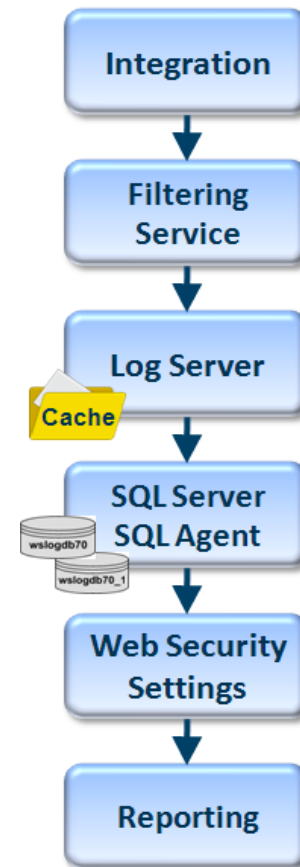 Integration
Filtering
Service
Log Server
Cache
SQL Server
SQL Agent
wslogdb70
wslogdb70_1
Web Security
Settings
Reporting